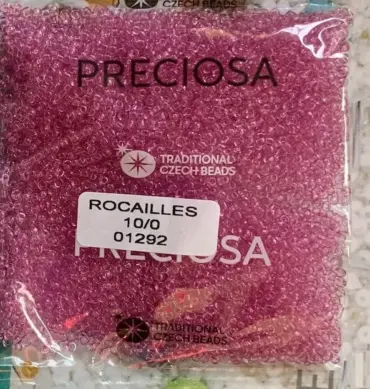 CZECH BEADS
PRECIOSA
TRADITIONAL
CZECH BEADS
ROCAILLES
10/0
01292
PRECIOSA
TRADITIONAL
CZECH BEADS